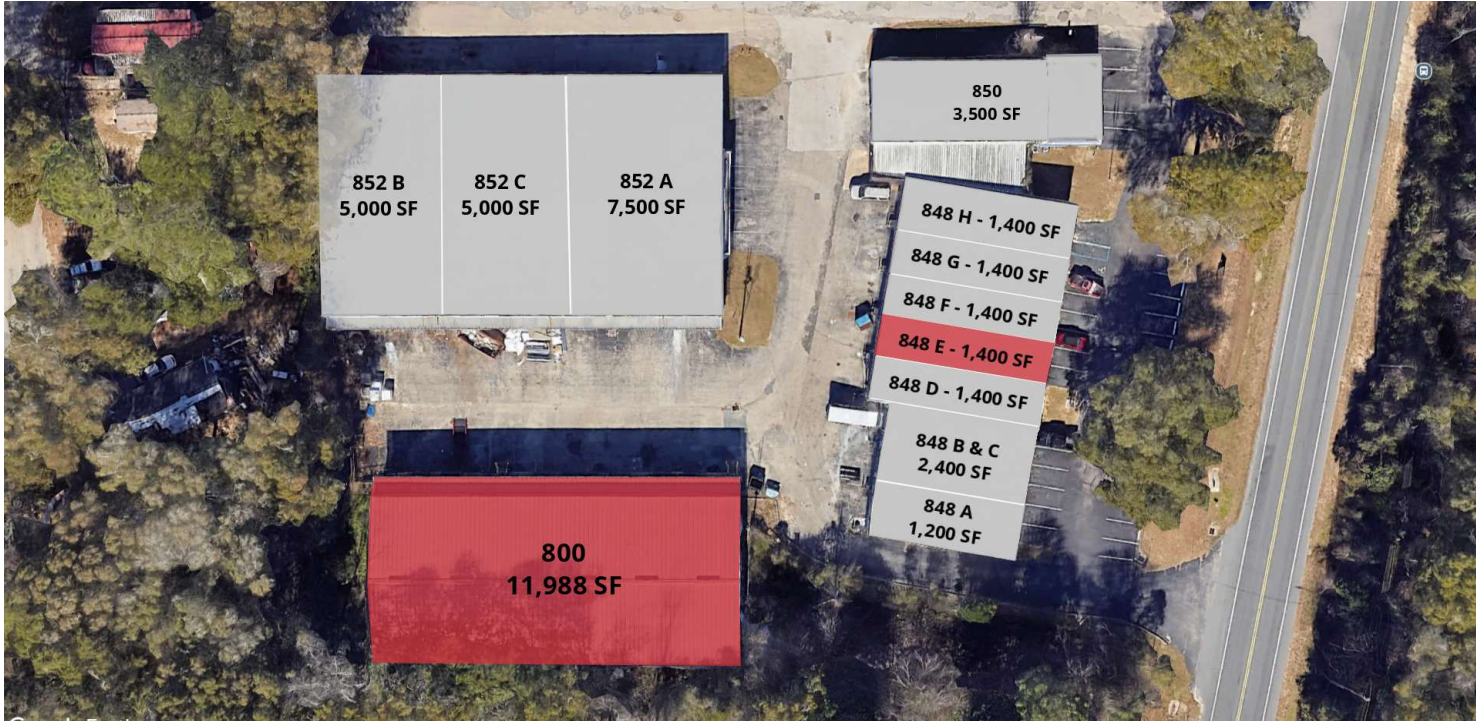 850
3,500 SF
852 B
5,000 SF
852 C
5,000 SF
852 A
7,500 SF
848 H - 1,400 SF
848 G - 1,400 SF
848 F - 1,400 SF
848 E - 1,400 SF
848 D - 1,400 SF
848 B & C
2,400 SF
848 A
1,200 SF
800
11,988 SF